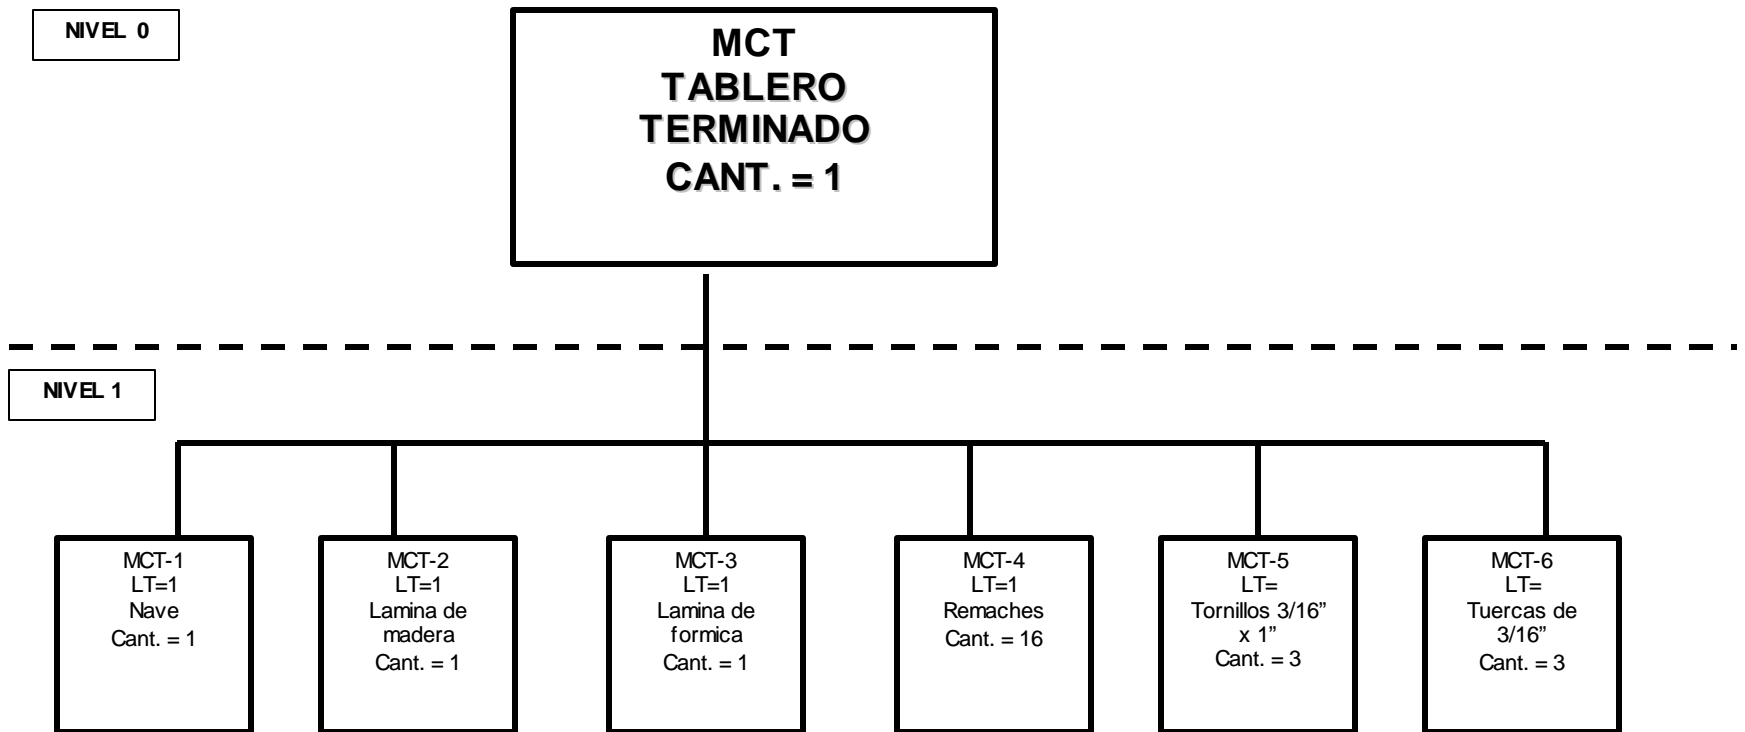 NIVEL 0
MCT
TABLERO
TERMINADO
CANT. = 1
NIVEL 1
MCT-1
LT=1
Nave
Cant. = 1
MCT-2
LT=1
Lamina de
madera
Cant. = 1
MCT-3
LT=1
Lamina de
formica
Cant. = 1
MCT-4
LT=1
Remaches
Cant. = 16
MCT-5
LT=
Tornillos 3/16”
x 1”
Cant. = 3
MCT-6
LT=
Tuercas de
3/16”
Cant. = 3